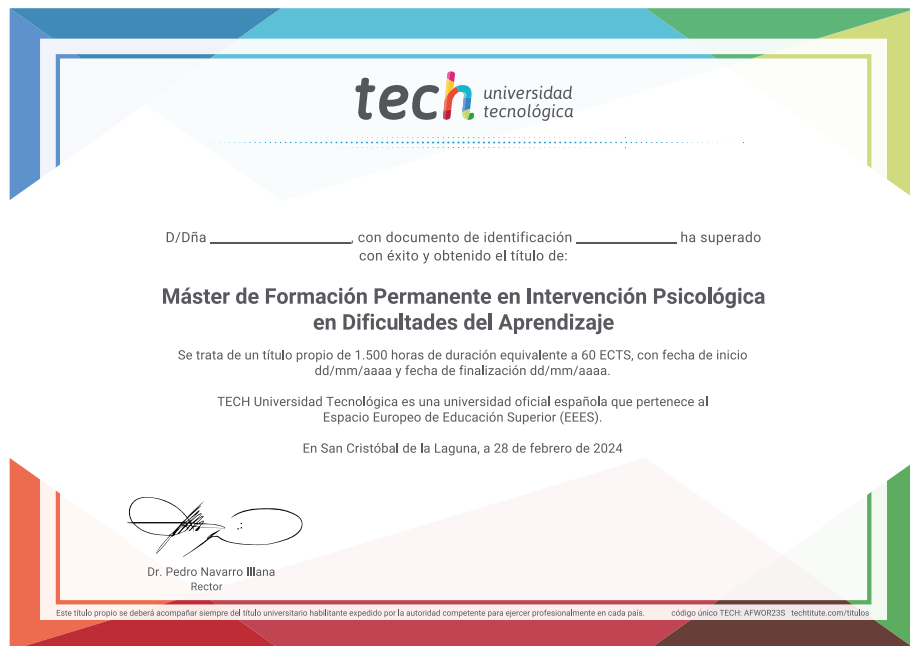 tech universidad
tecnológica
D/Dña ________________, con documento de identificación ____________ ha superado
con éxito y obtenido el título de:
Máster de Formación Permanente en Intervención Psicológica
en Dificultades del Aprendizaje
Se trata de un título propio de 1.500 horas de duración equivalente a 60 ECTS, con fecha de inicio
dd/mm/aaaa y fecha de finalización dd/mm/aaaa.
TECH Universidad Tecnológica es una universidad oficial española que pertenece al
Espacio Europeo de Educación Superior (EEES).
En San Cristóbal de la Laguna, a 28 de febrero de 2024
Dr. Pedro Navarro Illana
Rector
Este título propio se deberá acompañar siempre del título universitario habilitante expedido por la autoridad competente para ejercer profesionalmente en cada país. código único TECH: AFWOR23S techtitute.com/titulos